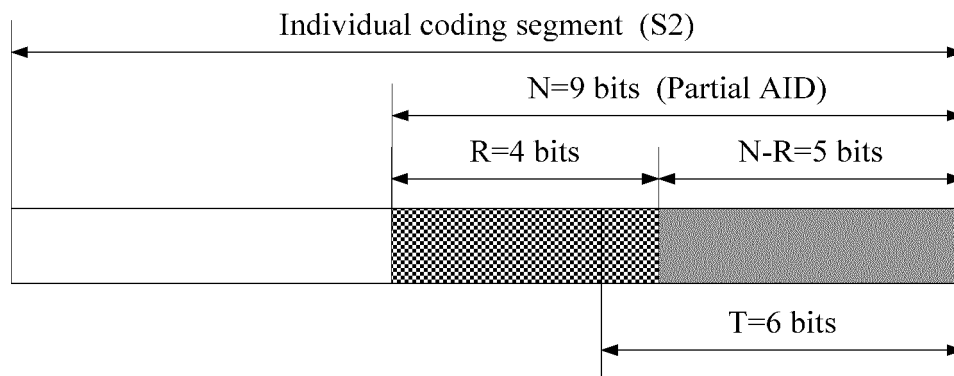 Individual coding segment (S2)
N=9 bits (Partial AID)
R=4 bits
N-R=5 bits
T=6 bits